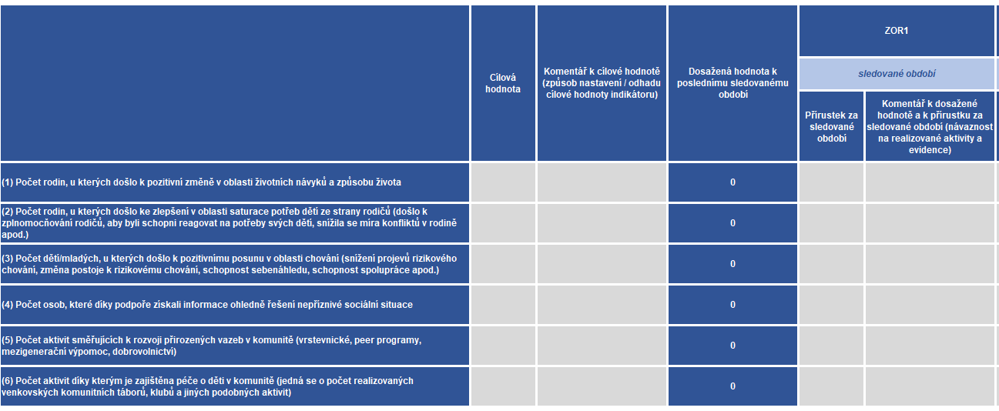 Cílová
hodnota
Komentář k cílové hodnotě
(způsob nastavení / odhadu
cílové hodnoty indikátoru)
Dosažená hodnota k
poslednímu sledovanému
období
ZOR1
sledované období
Přírustek za
sledované
období
Komentář k dosažené
hodnotě a k přírustku za
sledované období (návaznost
na realizované aktivity a
evidence)
(1) Počet rodin, u kterých došlo k pozitivní změně v oblasti životních návyků a způsobu života
0
(2) Počet rodin, u kterých došlo ke zlepšení v oblasti saturace potřeb dětí ze strany rodičů (došlo k
zplnomocňování rodičů, aby byli schopni reagovat na potřeby svých dětí, snížila se míra konfliktů v rodině
apod.)
0
(3) Počet dětí/mladých, u kterých došlo k pozitivnímu posunu v oblasti chování (snížení projevů rizikového
chování, změna postoje k rizikovému chování, schopnost sebenáhledu, schopnost spolupráce apod.)
0
(4) Počet osob, které díky podpoře získali informace ohledně řešení nepříznivé sociální situace
0
(5) Počet aktivit směřujících k rozvoji přirozených vazeb v komunitě (vrstevnické, peer programy,
mezigenerační výpomoc, dobrovolnictví)
0
(6) Počet aktivit díky kterým je zajištěna péče o děti v komunitě (jedná se o počet realizovaných
venkovských komunitních táborů, klubů a jiných podobných aktivit)
0